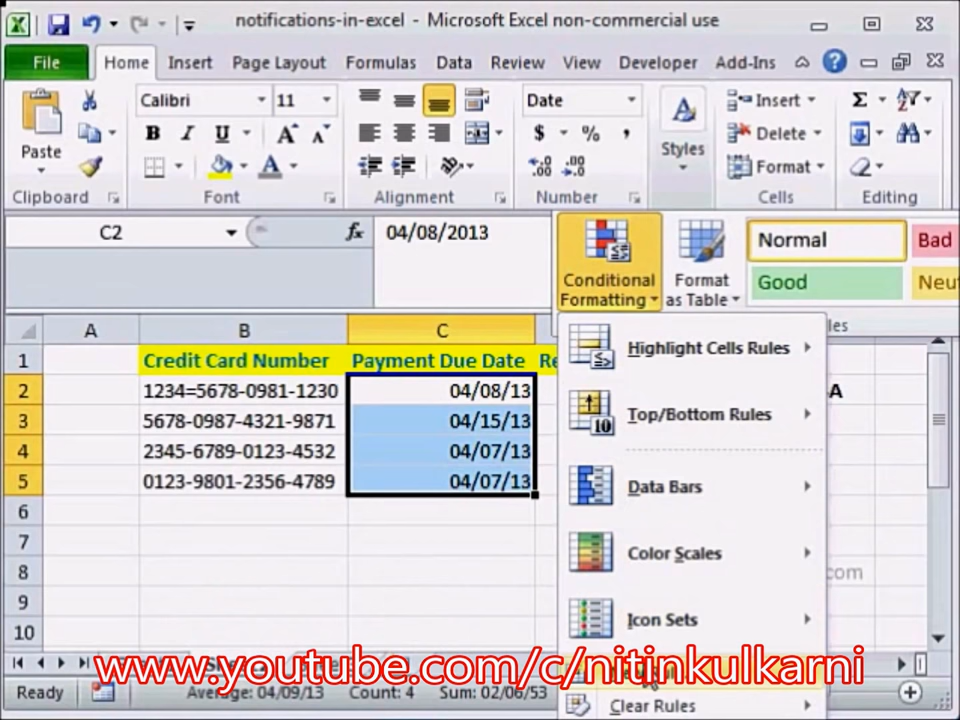 notifications-in-excel - Microsoft Excel non-commercial use
File Home Insert Page Layout Formulas Data Review View Developer Add-Ins
Calibri 11 Date Insert
Paste B I U A A $ % , Styles Delete
Format
Clipboard Font Alignment Number Cells Editing
C2 fx 04/08/2013
Conditional Formatting Format as Table Normal Bad
Good Neu
les
Highlight Cells Rules
Top/Bottom Rules
Data Bars
Color Scales
Icon Sets
Clear Rules
A B C
1 Credit Card Number Payment Due Date Re
2 1234=5678-0981-1230 04/08/13 A
3 5678-0987-4321-9871 04/15/13
4 2345-6789-0123-4532 04/07/13
5 0123-9801-2356-4789 04/07/13
6
7
8 com
9
10
www.youtube.com/c/nitinkulkarni
Ready Average: 04/09/13 Count: 4 Sum: 02/06/53